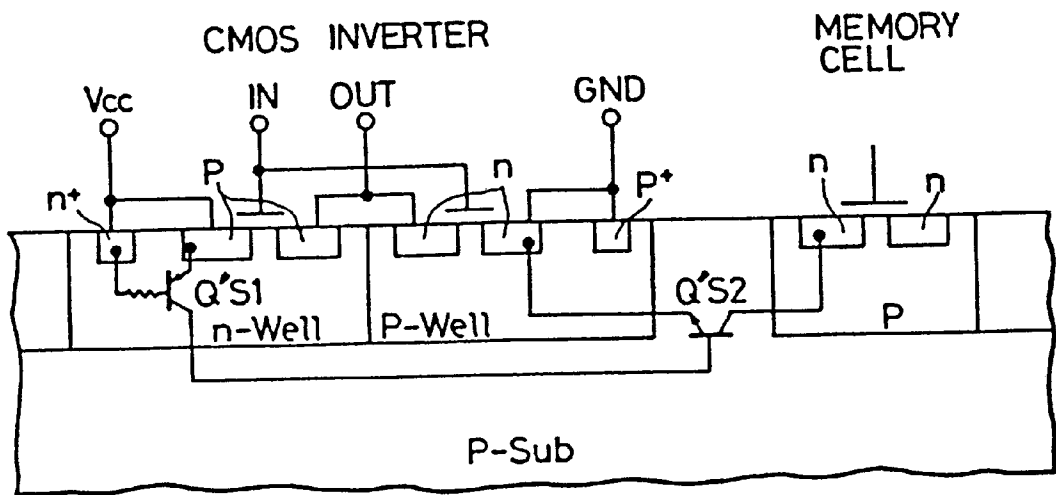 CMOS INVERTER
MEMORY
CELL
Vcc
IN
OUT
GND
n+
P
n
P+
n
n
Q'S1
Q'S2
n-Well
P-Well
P
P-Sub